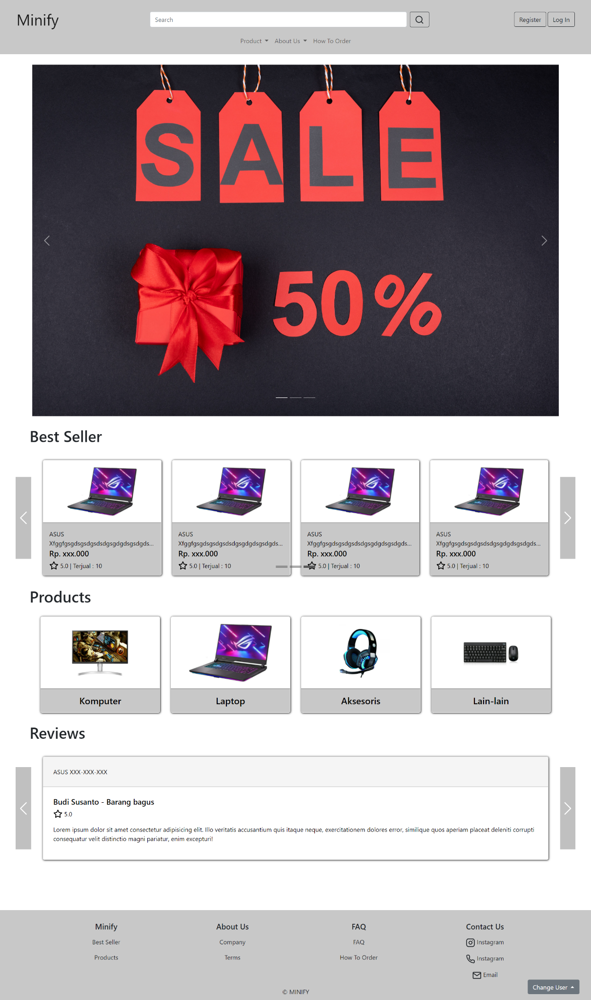 Minify
Search
Register
Log In
Product
About Us
How To Order
SALE
50%
Best Seller
ASUS
Xfggfgsgdsgsdgsdsdgsgdgdsgsdgds...
Rp. xxx.000
5.0 | Terjual : 10
ASUS
Xfggfgsgdsgsdgsdsdgsgdgdsgsdgds...
Rp. xxx.000
5.0 | Terjual : 10
ASUS
Xfggfgsgdsgsdgsdsdgsgdgdsgsdgds...
Rp. xxx.000
5.0 | Terjual : 10
ASUS
Xfggfgsgdsgsdgsdsdgsgdgdsgsdgds...
Rp. xxx.000
5.0 | Terjual : 10
Products
Komputer
Laptop
Aksesoris
Lain-lain
Reviews
ASUS XXX-XXX-XXX
Budi Susanto - Barang bagus
5.0
Lorem ipsum dolor sit amet consectetur adipisicing elit. Illo veritatis accusantium quis itaque neque, exercitationem dolores error, similique quos aperiam placeat deleniti corrupti
consequatur velit distinctio magni pariatur, enim excepturi!
Minify
Best Seller
Products
About Us
Company
Terms
FAQ
FAQ
How To Order
Contact Us
Instagram
Instagram
Email
© MINIFY
Change User